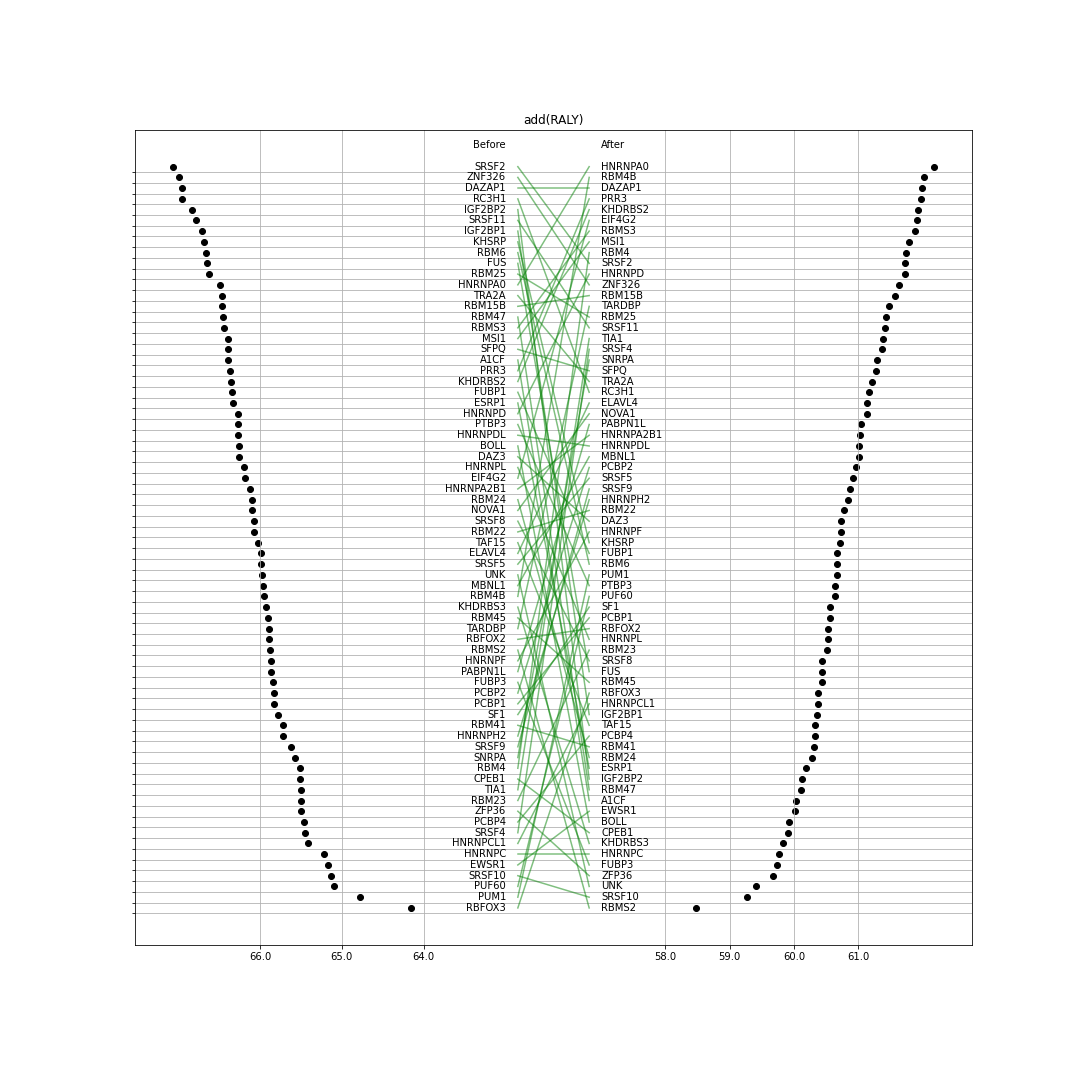 add(RALY)
Before After
SRSF2 HNRNPA0
ZNF326 RBM4B
DAZAP1 DAZAP1
RC3H1 PRR3
IGF2BP2 KHDRBS2
SRSF11 EIF4G2
IGF2BP1 RBMS3
KHSRP MSI1
RBM6 RBM4
FUS SRSF2
RBM25 HNRNPD
HNRNPA0 ZNF326
TRA2A RBM15B
RBM15B TARDBP
RBM47 RBM25
RBMS3 SRSF11
MSI1 TIA1
SFPQ SRSF4
A1CF SNRPA
PRR3 SFPQ
KHDRBS2 TRA2A
FUBP1 RC3H1
ESRP1 ELAVL4
HNRNPD NOVA1
PTBP3 PABPN1L
HNRNPDL HNRNPA2B1
BOLL HNRNPDL
DAZ3 MBNL1
HNRNPL PCBP2
EIF4G2 SRSF5
HNRNPA2B1 SRSF9
RBM24 HNRNPH2
NOVA1 RBM22
SRSF8 DAZ3
RBM22 HNRNPF
TAF15 KHSRP
ELAVL4 FUBP1
SRSF5 RBM6
UNK PUM1
MBNL1 PTBP3
RBM4B PUF60
KHDRBS3 SF1
RBM45 PCBP1
TARDBP RBFOX2
RBFOX2 HNRNPL
RBMS2 RBM23
HNRNPF SRSF8
PABPN1L FUS
FUBP3 RBM45
PCBP2 RBFOX3
PCBP1 HNRNPCL1
SF1 IGF2BP1
RBM41 TAF15
HNRNPH2 PCBP4
SRSF9 RBM41
SNRPA RBM24
RBM4 ESRP1
CPEB1 IGF2BP2
TIA1 RBM47
RBM23 A1CF
ZFP36 EWSR1
PCBP4 BOLL
SRSF4 CPEB1
HNRNPCL1 KHDRBS3
HNRNPC HNRNPC
EWSR1 FUBP3
SRSF10 ZFP36
PUF60 UNK
PUM1 SRSF10
RBFOX3 RBMS2
66.0 65.0 64.0 58.0 59.0 60.0 61.0